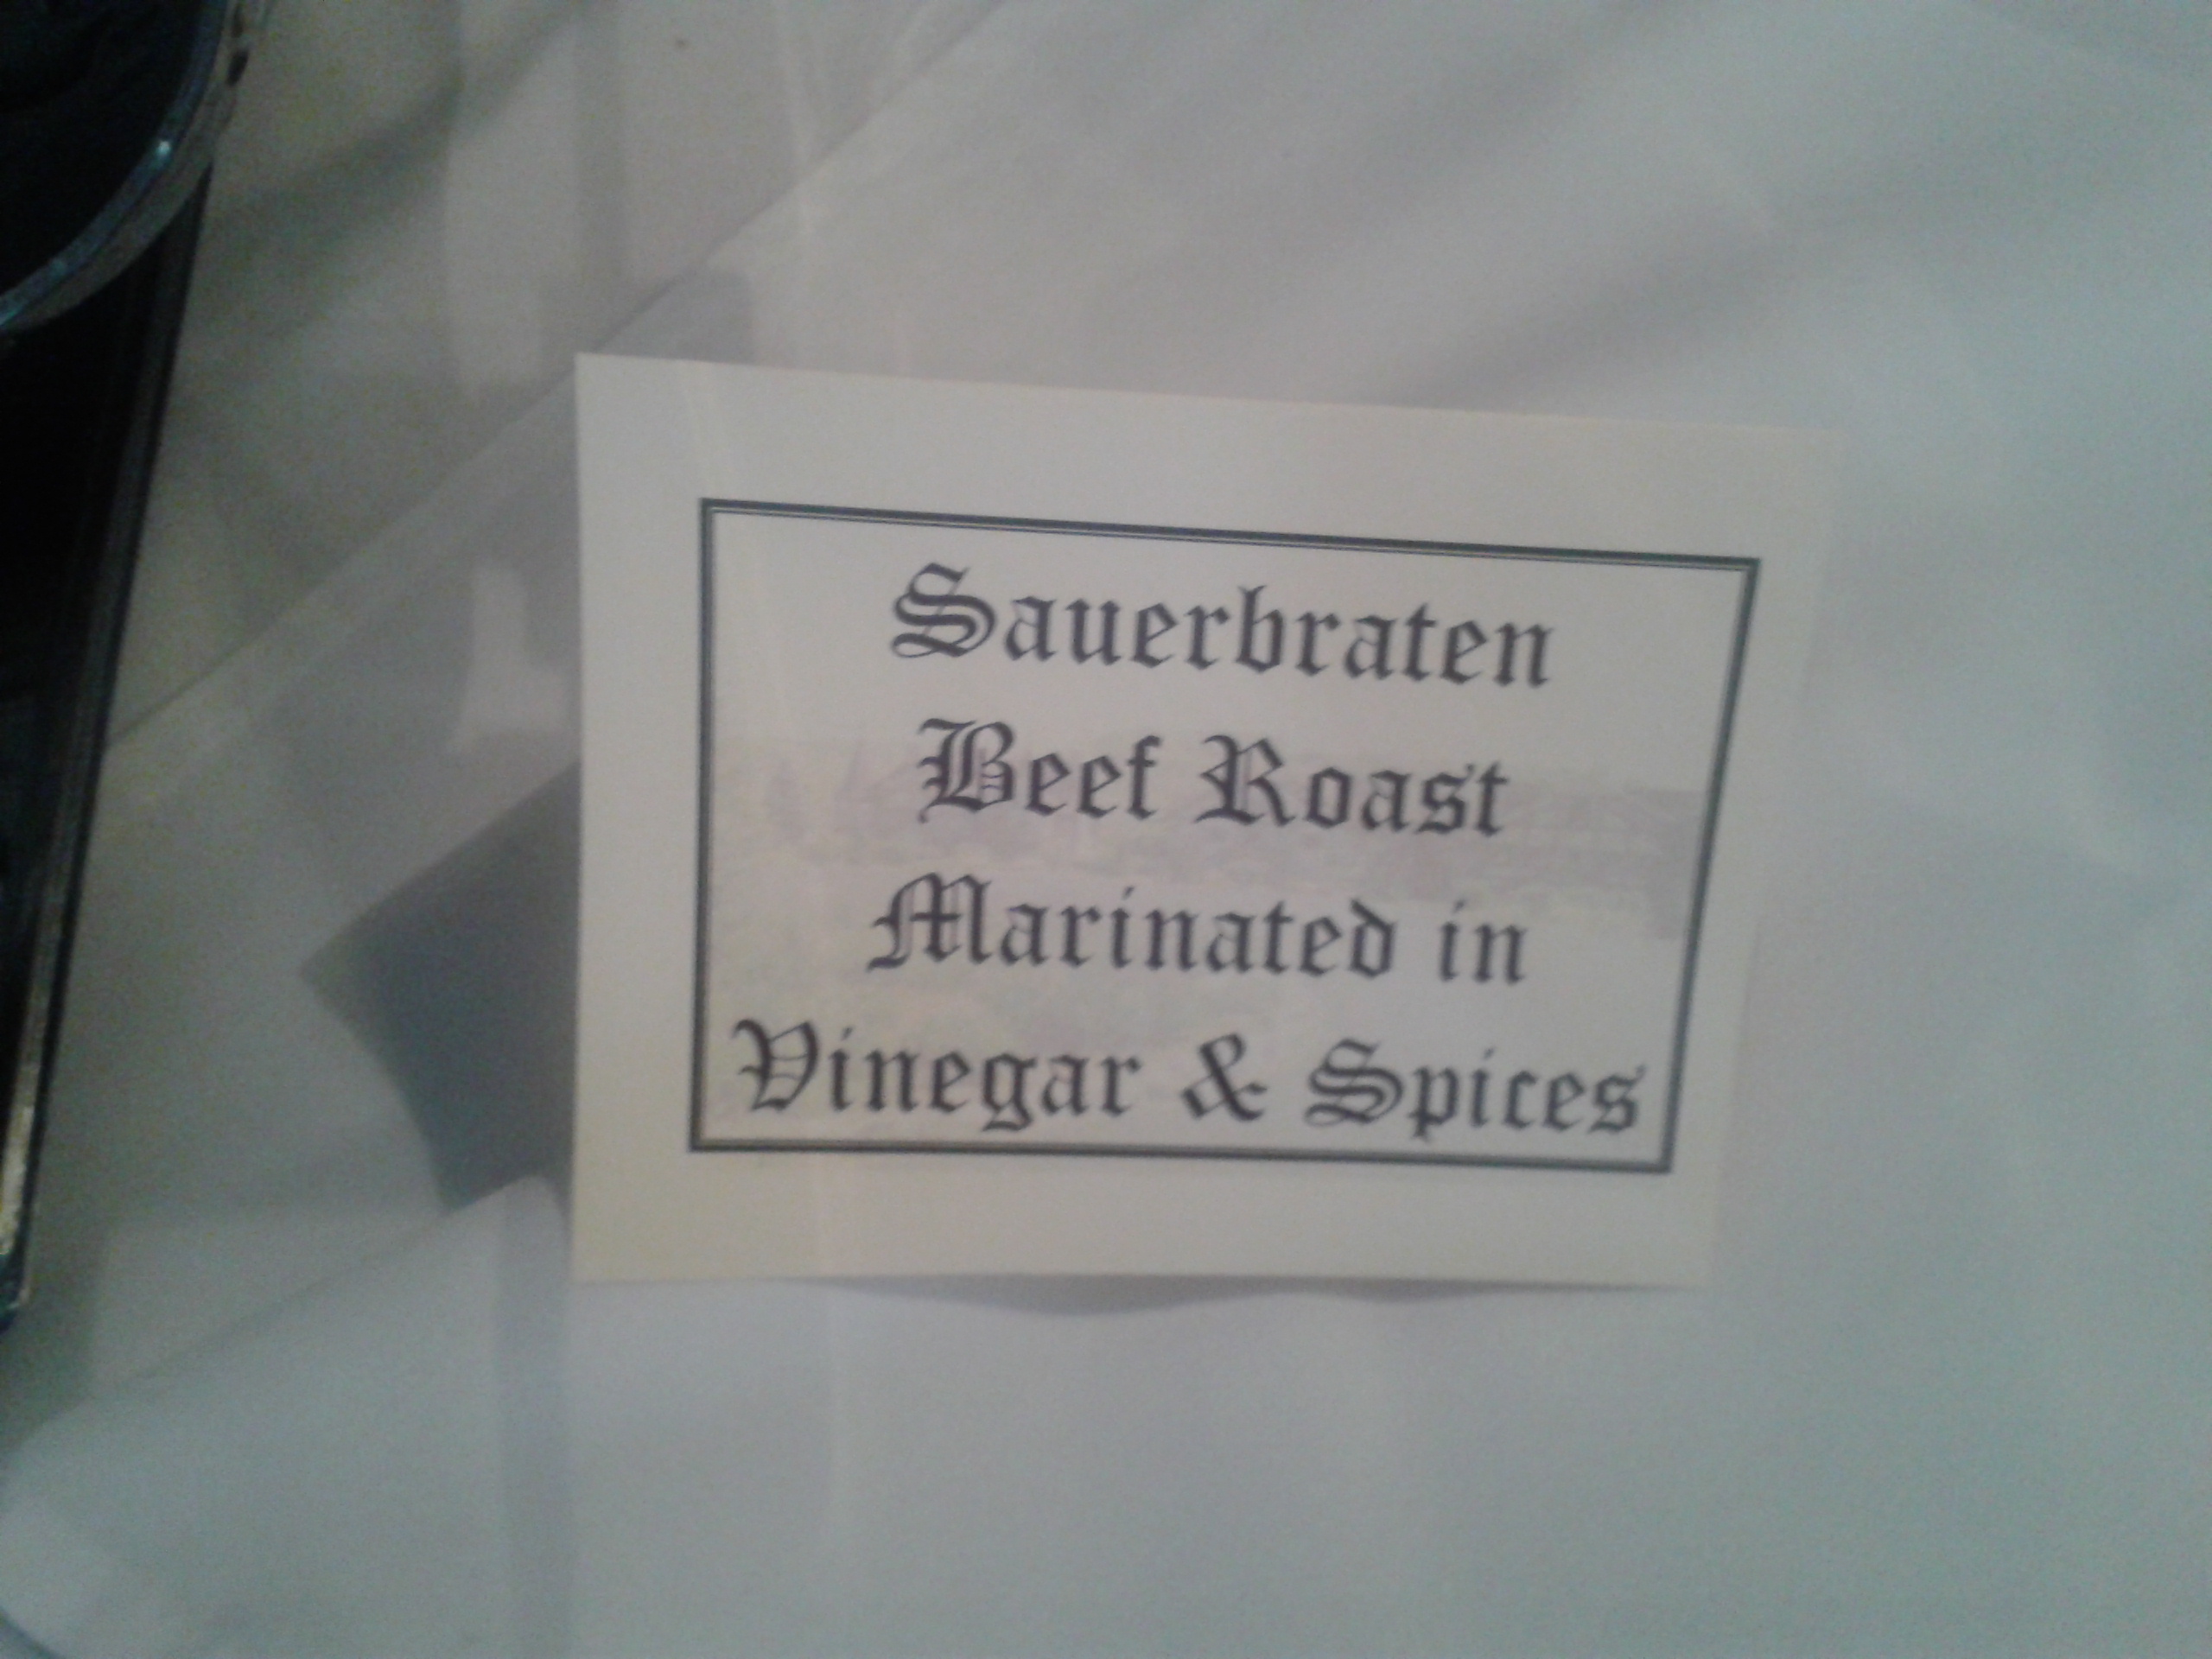 Sauerbraten
Beef Roast
Marinated in
Vinegar & Spices